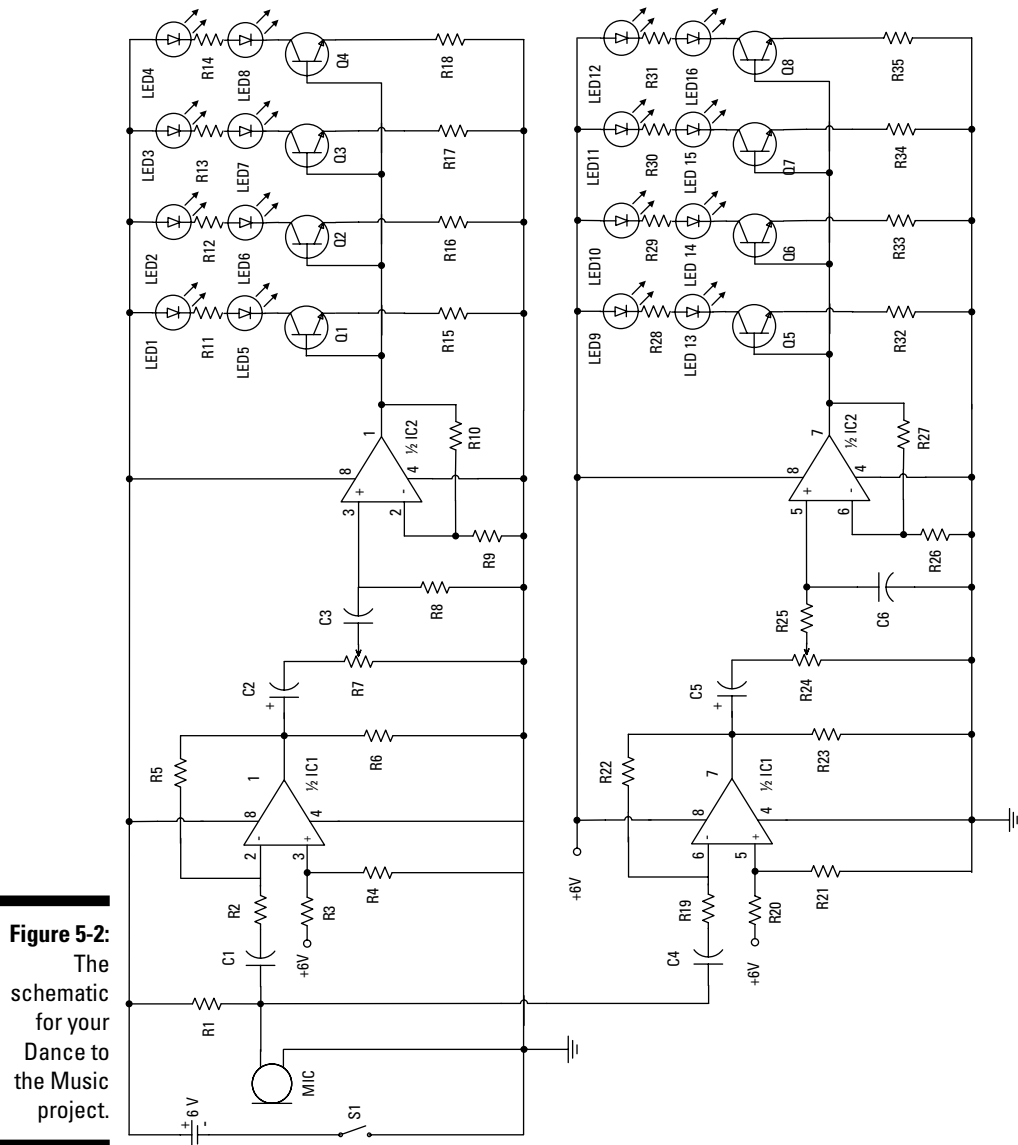 LED4
R14
LED8
Q4
R18
LED3
R13
LED7
Q3
R17
LED2
R12
LED6
Q2
R16
LED1
R11
LED5
Q1
R15
1
½ IC2
8
+
4
3
-
2
R10
R9
C3
R8
C2
+
R7
R5
1
½ IC1
R6
8
-
4
2
+
3
R2
R3
R4
+6V
C1
R1
MIC
+
6 V
-
S1
LED12
R31
LED16
Q8
R35
LED11
R30
LED 15
Q7
R34
LED10
R29
LED 14
Q6
R33
LED9
R28
LED 13
Q5
R32
7
½ IC2
8
+
4
5
-
6
R27
R26
R25
C6
C5
+
R24
R22
7
½ IC1
R23
8
-
4
6
+
5
+6V
R19
R20
R21
+6V
C4
Figure 5-2:
The
schematic
for your
Dance to
the Music
project.